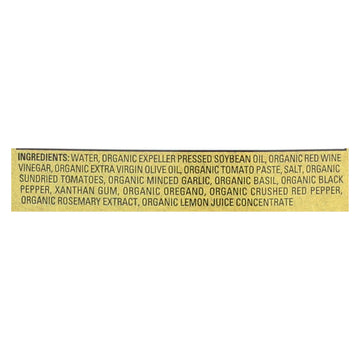 INGREDIENTS: WATER, ORGANIC EXPELLER PRESSED SOYBEAN OIL, ORGANIC RED WINE
VINEGAR, ORGANIC EXTRA VIRGIN OLIVE OIL, ORGANIC TOMATO PASTE, SALT, ORGANIC
SUNDRIED TOMATOES, ORGANIC MINCED GARLIC, ORGANIC BASIL, ORGANIC BLACK
PEPPER, XANTHAN GUM, ORGANIC OREGANO, ORGANIC CRUSHED RED PEPPER,
ORGANIC ROSEMARY EXTRACT, ORGANIC LEMON JUICE CONCENTRATE